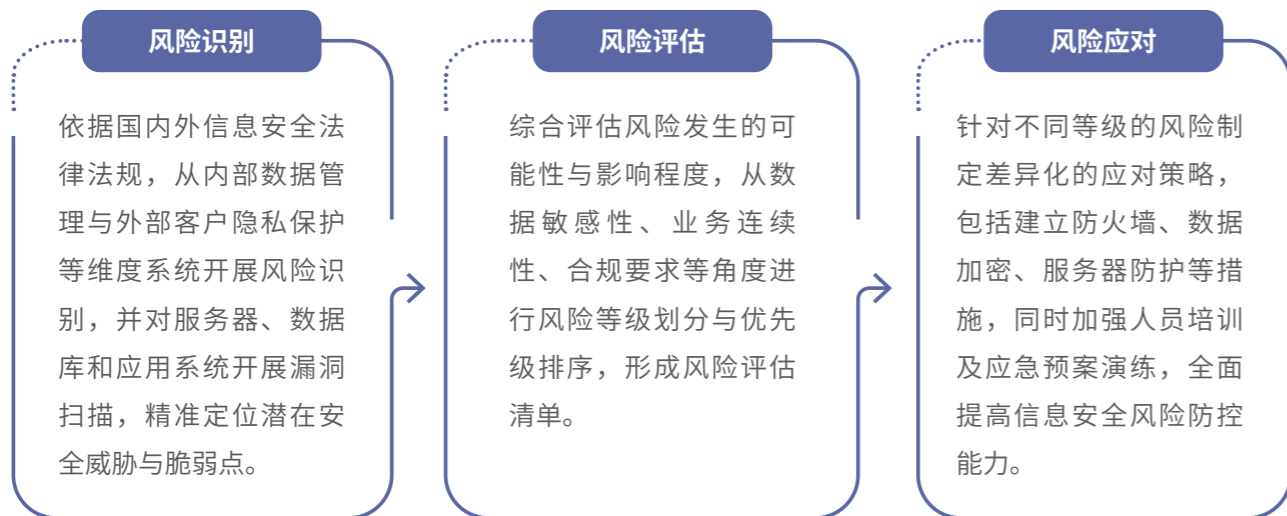 风险识别
依据国内外信息安全法
律法规，从内部数据管
理与外部客户隐私保护
等维度系统开展风险识
别，并对服务器、数据
库和应用系统开展漏洞
扫描，精准定位潜在安
全威胁与脆弱点。
风险评估
综合评估风险发生的可
能性与影响程度，从数
据敏感性、业务连续
性、合规要求等角度进
行风险等级划分与优先
级排序，形成风险评估
清单。
风险应对
针对不同等级的风险制
定差异化的应对策略，
包括建立防火墙、数据
加密、服务器防护等措
施，同时加强人员培训
及应急预案演练，全面
提高信息安全风险防控
能力。